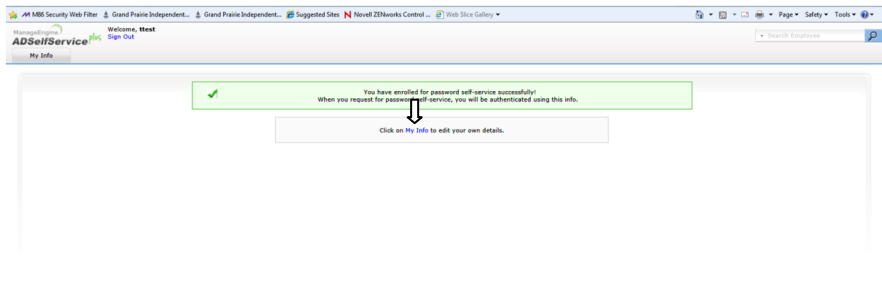 M86 Security Web Filter Grand Prairie Independent... Grand Prairie Independent... Suggested Sites Novell ZENworks Control ... Web Slice Gallery Page Safety Tools
ManageEngine
ADSelfService plus
Welcome, ttest
Sign Out
Search Employee
My Info
You have enrolled for password self-service successfully!
When you request for password self-service, you will be authenticated using this info.
Click on My Info to edit your own details.